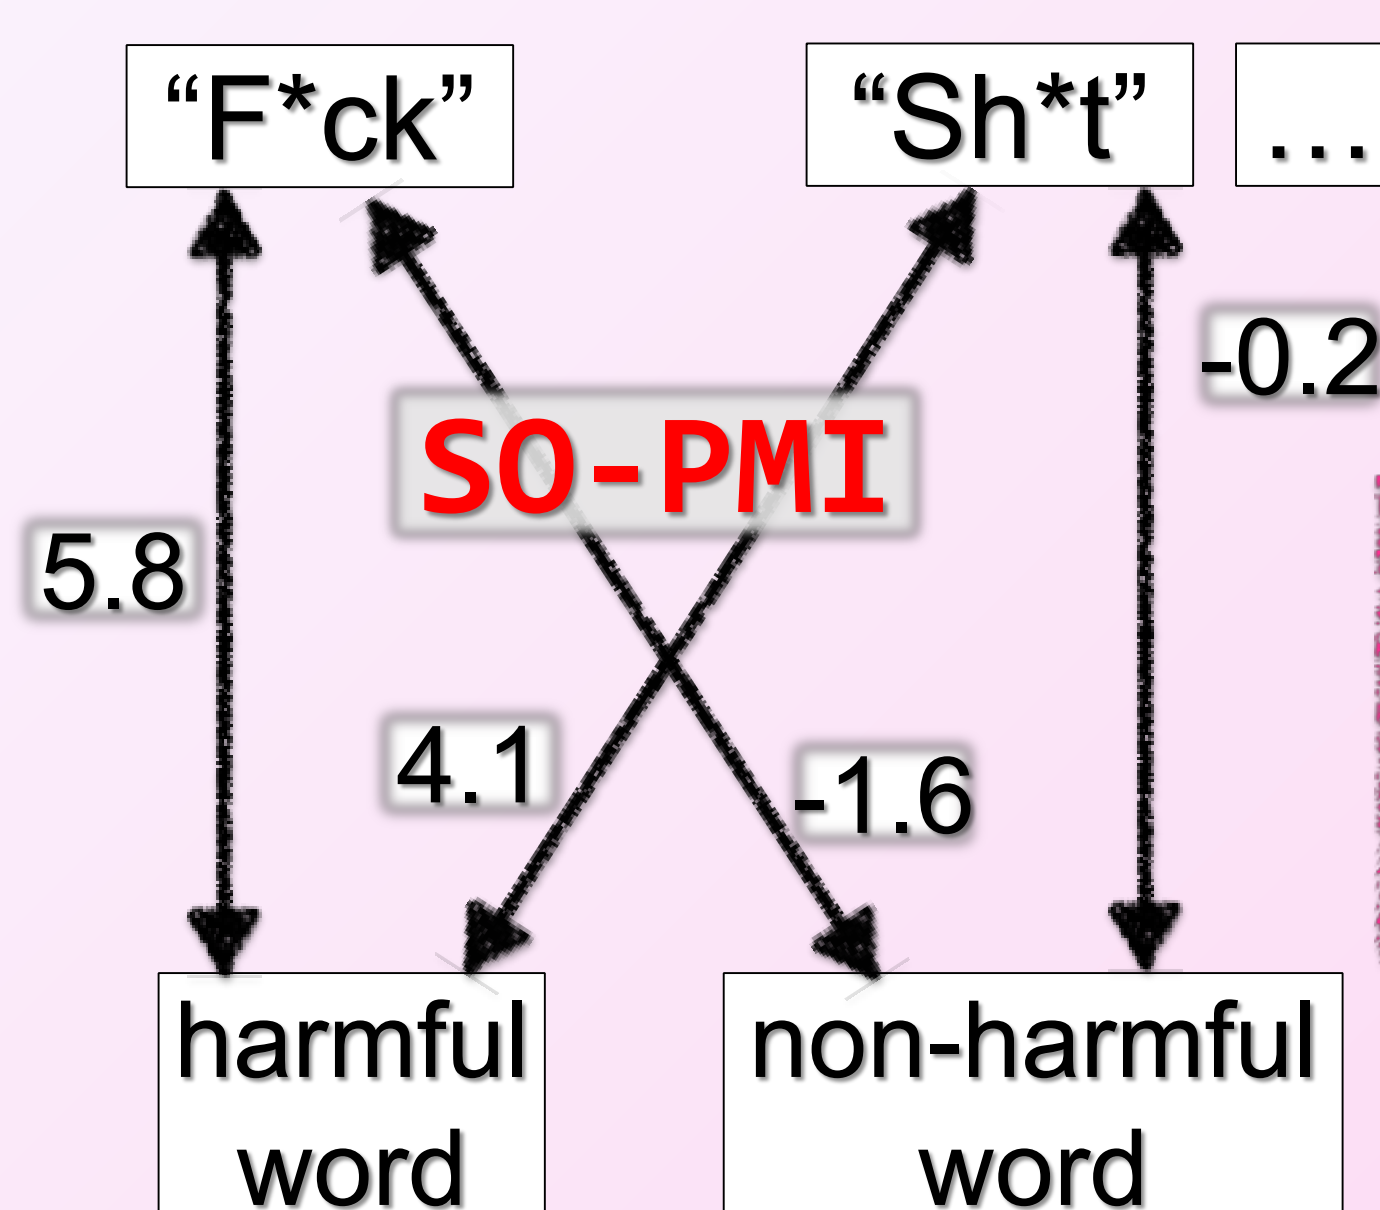 “F*ck”
“Sh*t”
...
-0.2
SO-PMI
5.8
4.1
-1.6
harmful
word
non-harmful
word